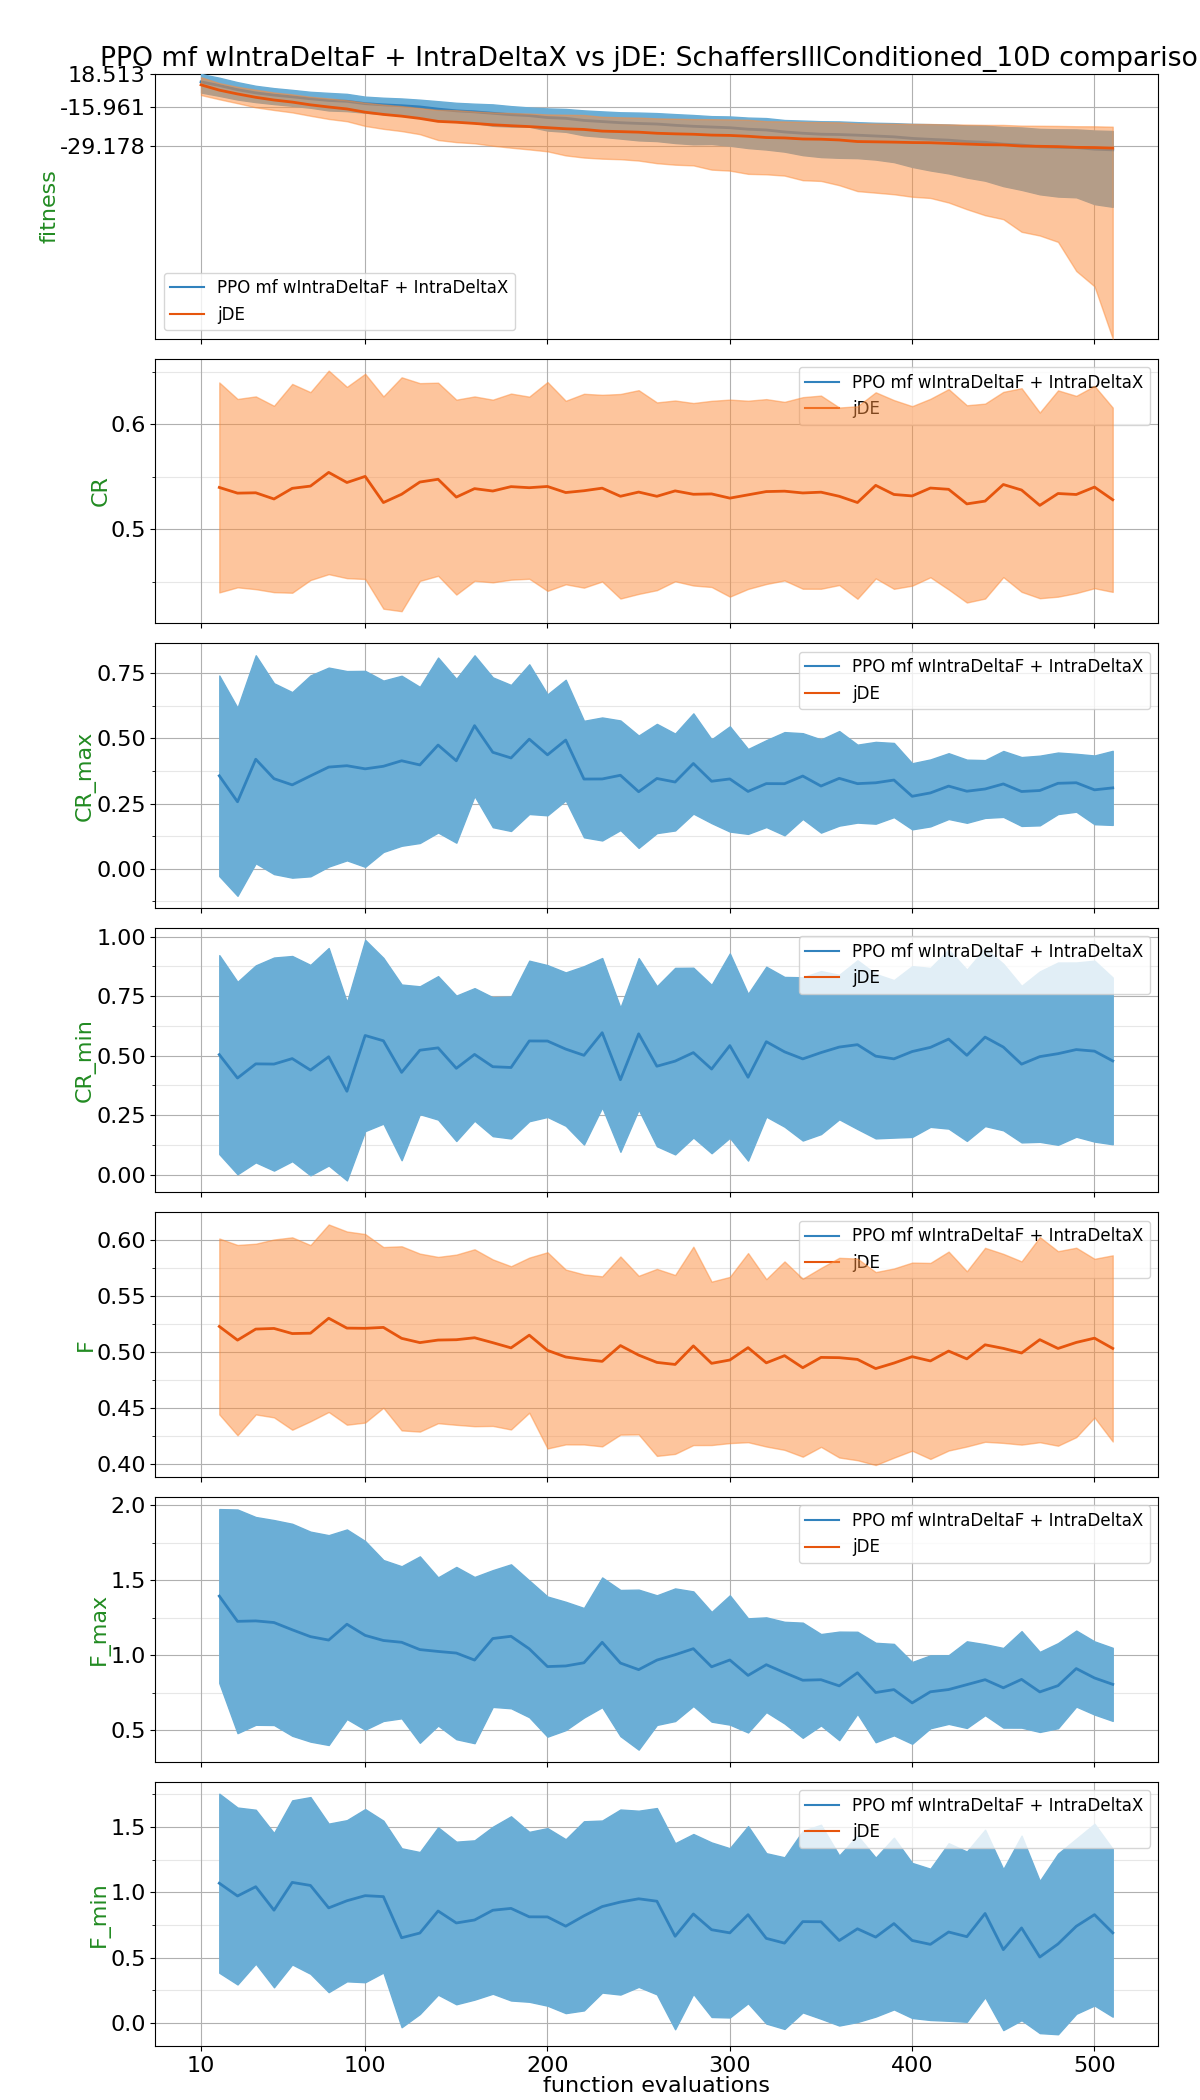 PPO mf wIntraDeltaF + IntraDeltaX vs jDE: SchaffersIllConditioned_10D compariso
18.513
-15.961
-29.178
fitness
PPO mf wIntraDeltaF + IntraDeltaX
jDE
PPO mf wIntraDeltaF + IntraDeltaX
jDE
0.6
0.5
CR
PPO mf wIntraDeltaF + IntraDeltaX
jDE
0.75
0.50
0.25
0.00
CR_max
PPO mf wIntraDeltaF + IntraDeltaX
jDE
1.00
0.75
0.50
0.25
0.00
CR_min
PPO mf wIntraDeltaF + IntraDeltaX
jDE
0.60
0.55
0.50
0.45
0.40
F
PPO mf wIntraDeltaF + IntraDeltaX
jDE
2.0
1.5
1.0
0.5
F_max
PPO mf wIntraDeltaF + IntraDeltaX
jDE
1.5
1.0
0.5
0.0
F_min
10 100 200 300 400 500
function evaluations